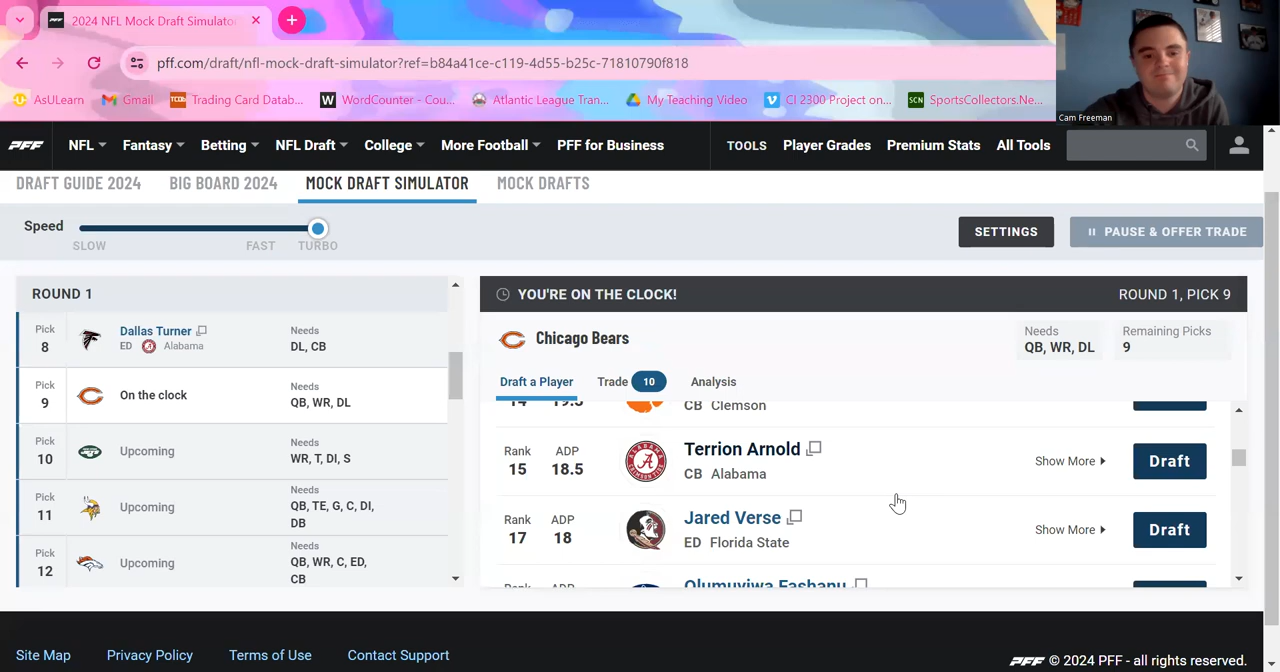 2024 NFL Mock Draft Simulator
pff.com/draft/nfl-mock-draft-simulator?ref=b84a41ce-c119-4d55-b25c-71810790f818
AsULearn
Gmail
Trading Card Datab...
WordCounter - Cou...
Atlantic League Tran...
My Teaching Video
CI 2300 Project on...
SportsCollectors.Ne...
Cam Freeman
PFF
NFL
Fantasy
Betting
NFL Draft
College
More Football
PFF for Business
TOOLS
Player Grades
Premium Stats
All Tools
DRAFT GUIDE 2024
BIG BOARD 2024
MOCK DRAFT SIMULATOR
MOCK DRAFTS
Speed
SLOW
FAST
TURBO
SETTINGS
PAUSE & OFFER TRADE
ROUND 1
Pick
8
Dallas Turner
ED Alabama
Needs
DL, CB
Pick
9
On the clock
Needs
QB, WR, DL
Pick
10
Upcoming
Needs
WR, T, DI, S
Pick
11
Upcoming
Needs
QB, TE, G, C, DI,
DB
Pick
12
Upcoming
Needs
QB, WR, C, ED,
CB
YOU'RE ON THE CLOCK!
ROUND 1, PICK 9
Chicago Bears
Needs
QB, WR, DL
Remaining Picks
9
Draft a Player
Trade 10
Analysis
14 19.5
CB Clemson
Rank
15
ADP
18.5
Terrion Arnold
CB Alabama
Show More
Draft
Rank
17
ADP
18
Jared Verse
ED Florida State
Show More
Draft
Rank ADP
Olumuyiwa Fashanu
Site Map
Privacy Policy
Terms of Use
Contact Support
PFF © 2024 PFF - all rights reserved.